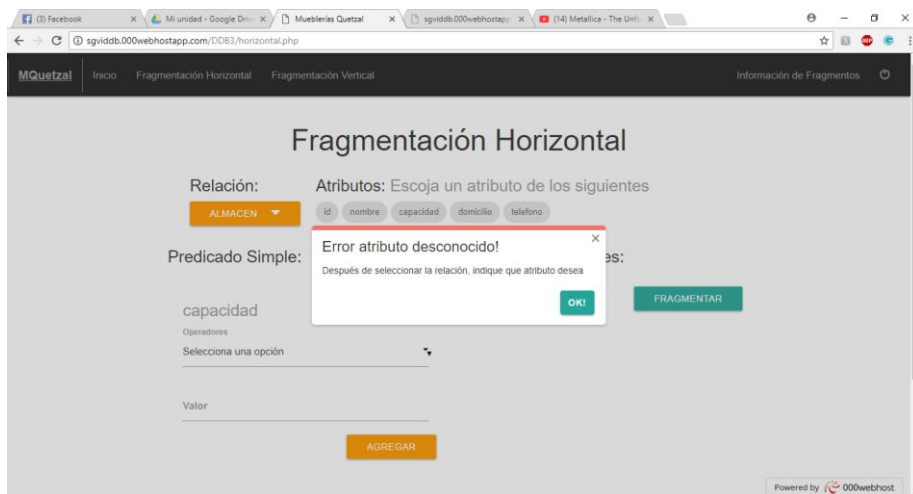 (3) Facebook
Mi unidad - Google Driv
Mueblerías Quetzal
sgviddb.000webhostapp
(14) Metallica - The Unfo
sgviddb.000webhostapp.com/DDB3/horizontal.php
MQuetzal Inicio Fragmentación Horizontal Fragmentación Vertical Información de Fragmentos
Fragmentación Horizontal
Relación: Atributos: Escoja un atributo de los siguientes
ALMACEN id nombre capacidad domicilio telefono
Error atributo desconocido!
Después de seleccionar la relación, indique que atributo desea
OK!
Predicado Simple: es:
FRAGMENTAR
capacidad
Operadores
Selecciona una opción
Valor
AGREGAR
Powered by 000webhost